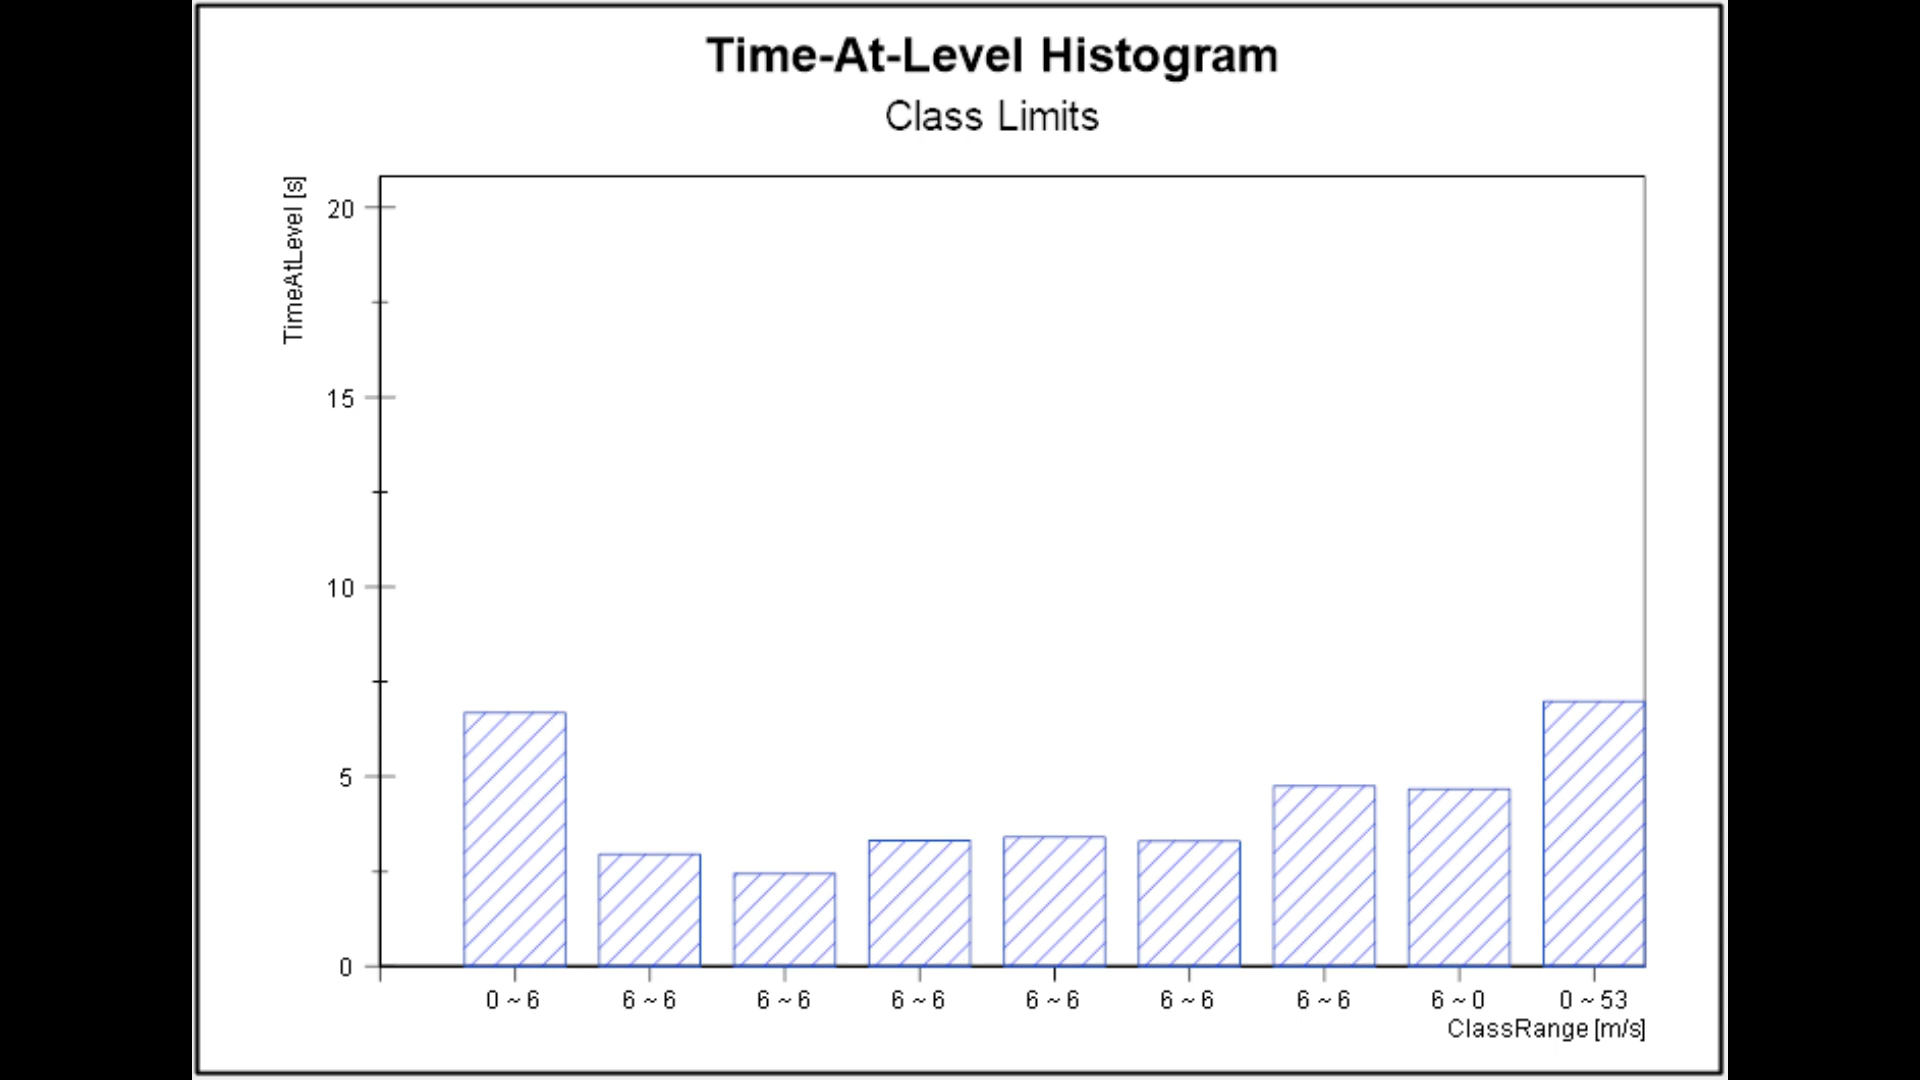 Time-At-Level Histogram
Class Limits
TimeAtLevel [s]
20
15
10
5
0
0 ~ 6 6 ~ 6 6 ~ 6 6 ~ 6 6 ~ 6 6 ~ 6 6 ~ 6 6 ~ 0 0 ~ 53
ClassRange [m/s]